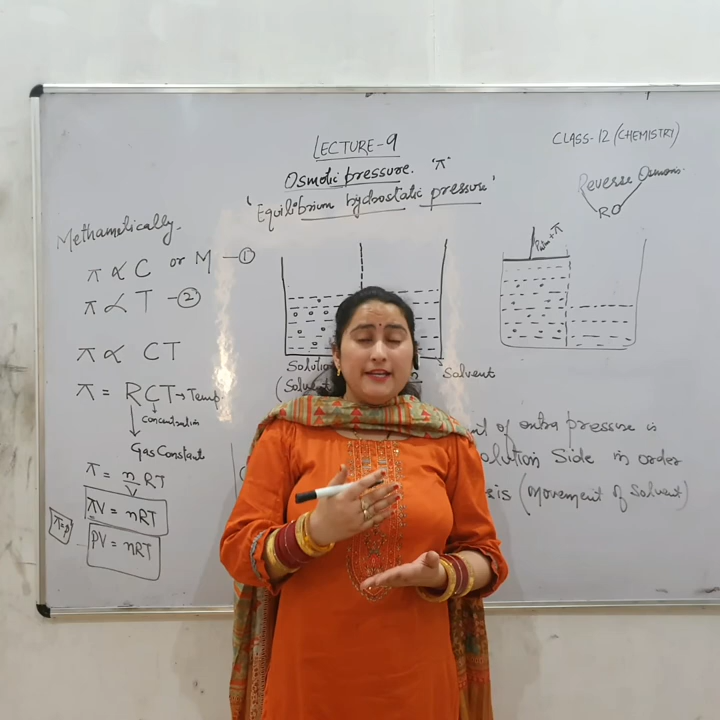 LECTURE-9
CLASS-12 (CHEMISTRY)
Osmotic pressure. "π"
'Equilibrium hydrostatic pressure'
Reverse Osmosis
RO
Methametically.
π ∝ C or M —①
π ∝ T —②
π ∝ CT
π = RCT → Temp
Concentration
Gas Constant
π = n/V RT
πV = nRT
π=P
PV = nRT
Solution
Solvent
of extra pressure is
Solution Side in order
(Movement of Solvent)